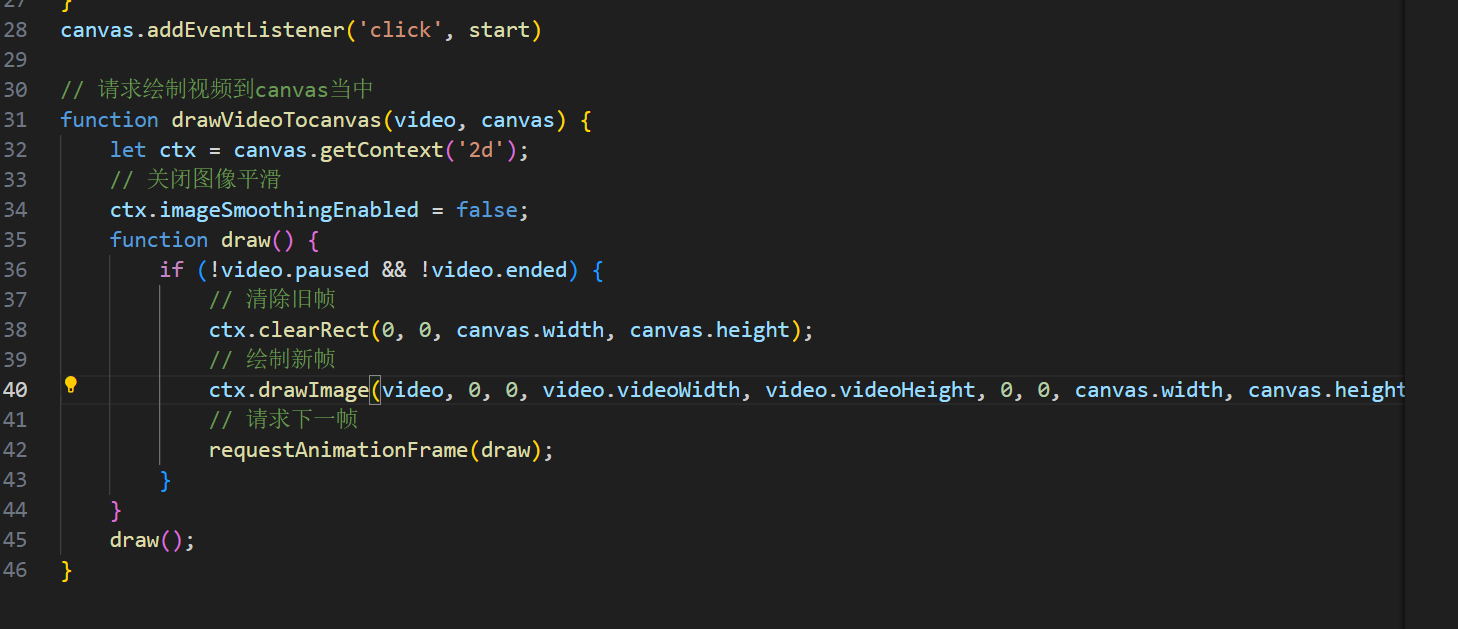 27 }
28 canvas.addEventListener('click', start)
29
30 // 请求绘制视频到canvas当中
31 function drawVideoTocanvas(video, canvas) {
32 let ctx = canvas.getContext('2d');
33 // 关闭图像平滑
34 ctx.imageSmoothingEnabled = false;
35 function draw() {
36 if (!video.paused && !video.ended) {
37 // 清除旧帧
38 ctx.clearRect(0, 0, canvas.width, canvas.height);
39 // 绘制新帧
40 ctx.drawImage(video, 0, 0, video.videoWidth, video.videoHeight, 0, 0, canvas.width, canvas.height
41 // 请求下一帧
42 requestAnimationFrame(draw);
43 }
44 }
45 draw();
46 }